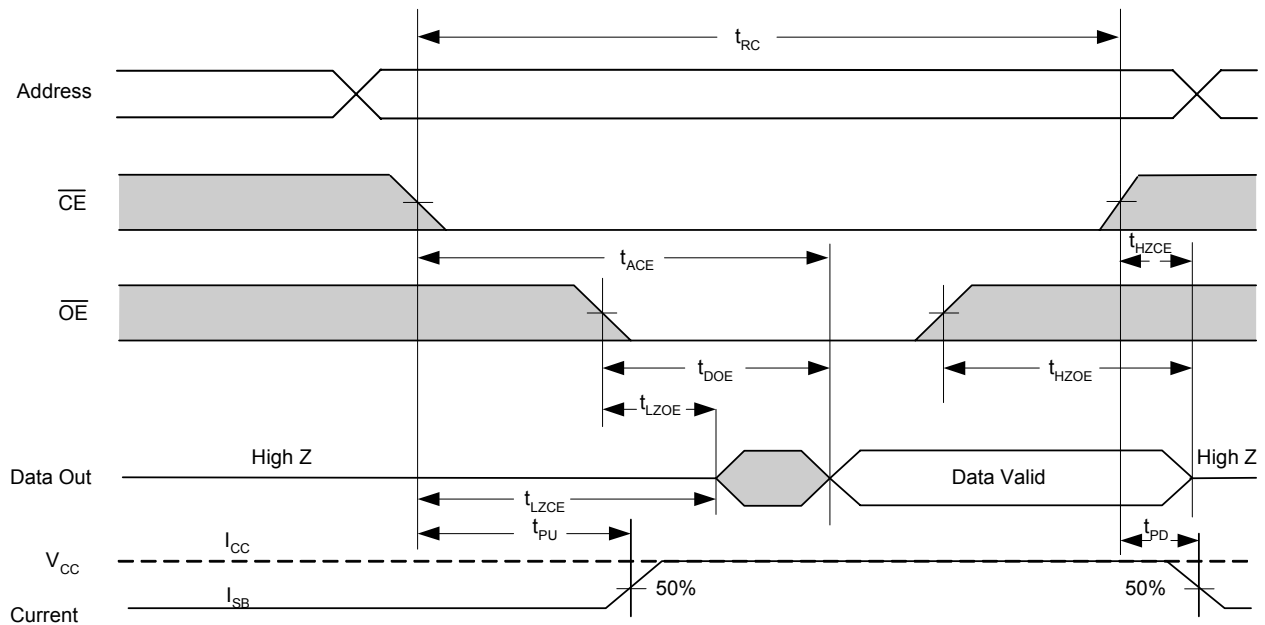 tRC
Address
CE
tHZCE
tACE
OE
tDOE
tHZOE
tLZOE
High Z
High Z
Data Out
Data Valid
tLZCE
tPU
tPD
ICC
VCC
50%
50%
ISB
Current